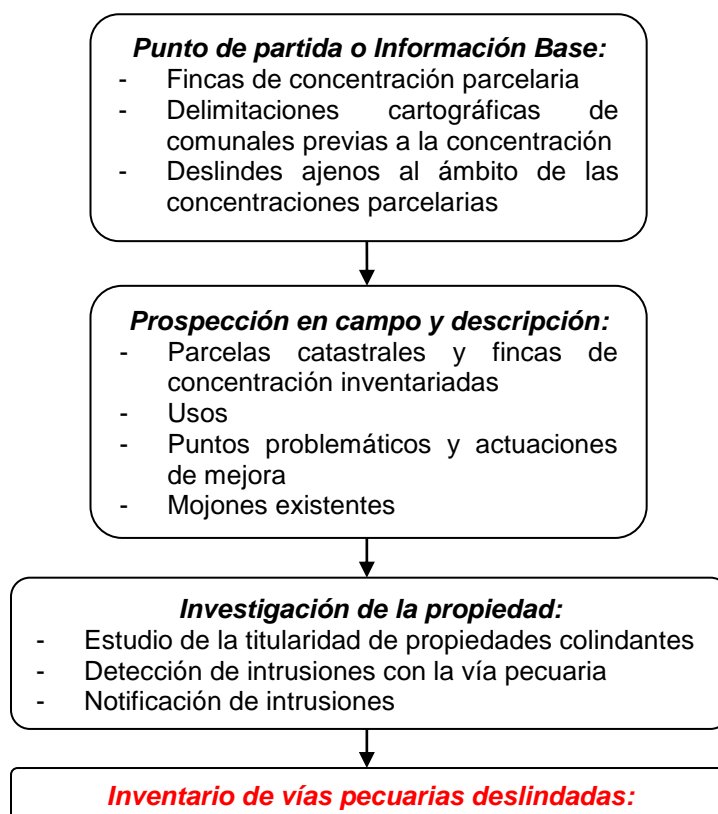 Punto de partida o Información Base:
- Fincas de concentración parcelaria
- Delimitaciones cartográficas de
comunales previas a la concentración
- Deslindes ajenos al ámbito de las
concentraciones parcelarias
Prospección en campo y descripción:
- Parcelas catastrales y fincas de
concentración inventariadas
- Usos
- Puntos problemáticos y actuaciones
de mejora
- Mojones existentes
Investigación de la propiedad:
- Estudio de la titularidad de propiedades colindantes
- Detección de intrusiones con la vía pecuaria
- Notificación de intrusiones
Inventario de vías pecuarias deslindadas: